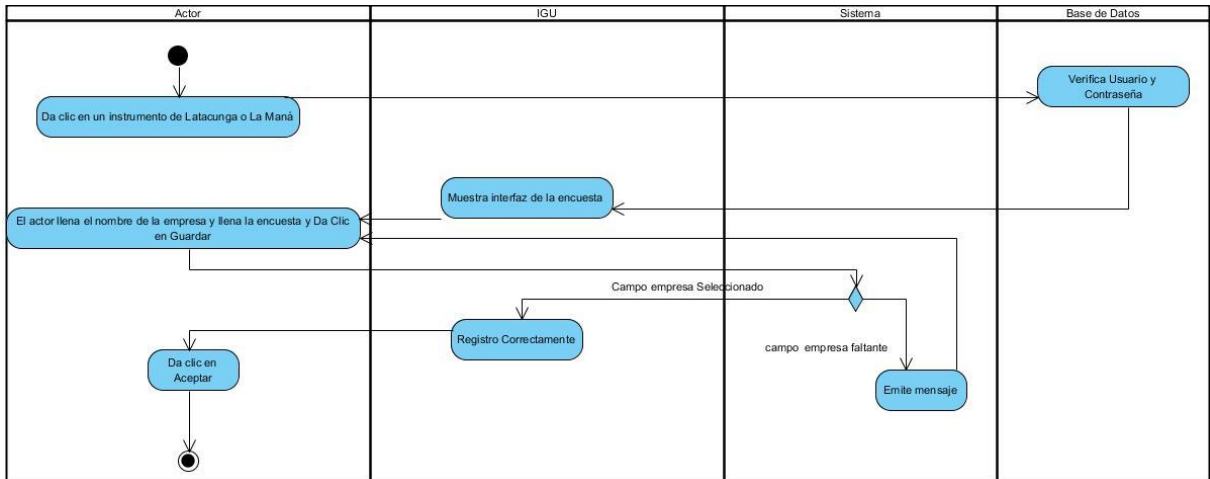 Actor
IGU
Sistema
Base de Datos
Da clic en un instrumento de Latacunga o La Maná
Verifica Usuario y
Contraseña
Muestra interfaz de la encuesta
El actor llena el nombre de la empresa y llena la encuesta y Da Clic
en Guardar
Campo empresa Seleccionado
Registro Correctamente
campo empresa faltante
Da clic en
Aceptar
Emite mensaje